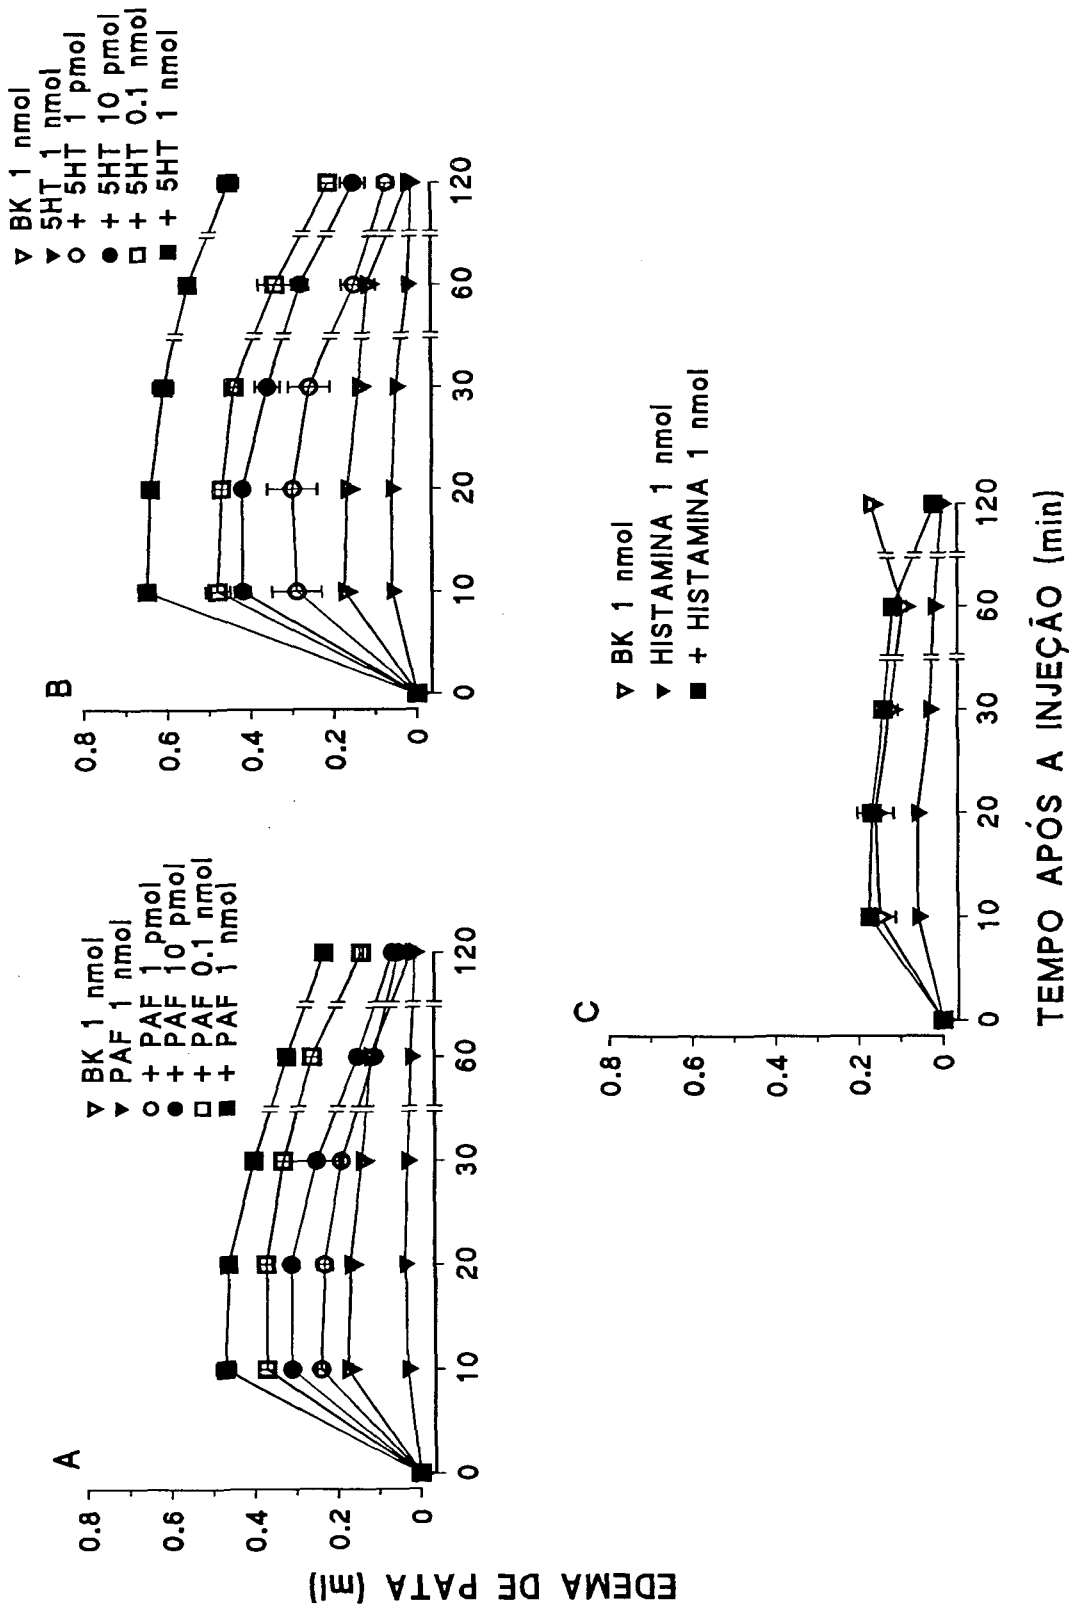 A
▽ BK 1 nmol
▼ PAF 1 nmol
○ + PAF 1 pmol
● + PAF 10 pmol
□ + PAF 0.1 nmol
■ + PAF 1 nmol
0.8
0.6
0.4
0.2
0
0 10 20 30 60 120
B
▽ BK 1 nmol
▼ 5HT 1 nmol
○ + 5HT 1 pmol
● + 5HT 10 pmol
□ + 5HT 0.1 nmol
■ + 5HT 1 nmol
0.8
0.6
0.4
0.2
0
0 10 20 30 60 120
C
▽ BK 1 nmol
▼ HISTAMINA 1 nmol
■ + HISTAMINA 1 nmol
0.8
0.6
0.4
0.2
0
0 10 20 30 60 120
EDEMA DE PATA (ml)
TEMPO APÓS A INJEÇÃO (min)